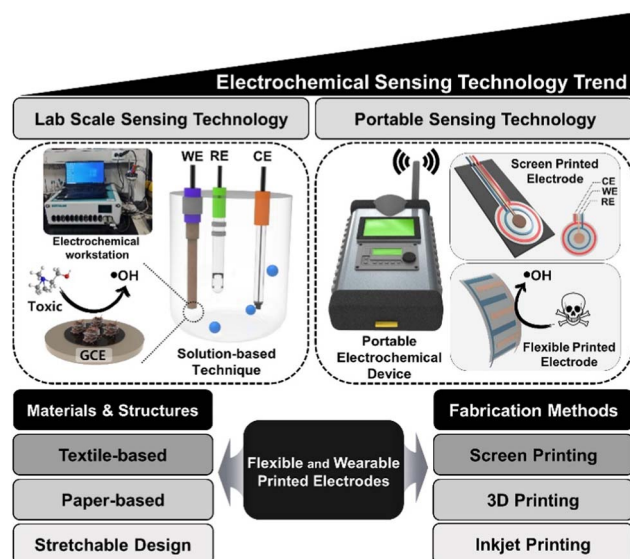 Electrochemical Sensing Technology Trend
Lab Scale Sensing Technology
Portable Sensing Technology
WE RE CE
Electrochemical
workstation
Toxic
●OH
GCE
Solution-based
Technique
Portable
Electrochemical
Device
Screen Printed
Electrode
CE
WE
RE
●OH
Flexible Printed
Electrode
Materials & Structures
Textile-based
Paper-based
Stretchable Design
Flexible and Wearable
Printed Electrodes
Fabrication Methods
Screen Printing
3D Printing
Inkjet Printing